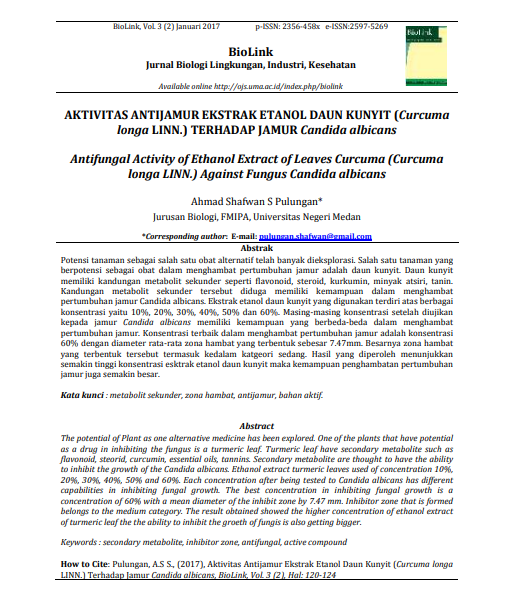 BioLink, Vol. 3 (2) Januari 2017 p-ISSN: 2356-458x e-ISSN:2597-5269
BioLink
Jurnal Biologi Lingkungan, Industri, Kesehatan
Available online http://ojs.uma.ac.id/index.php/biolink
BioLink
AKTIVITAS ANTIJAMUR EKSTRAK ETANOL DAUN KUNYIT (Curcuma
longa LINN.) TERHADAP JAMUR Candida albicans
Antifungal Activity of Ethanol Extract of Leaves Curcuma (Curcuma
longa LINN.) Against Fungus Candida albicans
Ahmad Shafwan S Pulungan*
Jurusan Biologi, FMIPA, Universitas Negeri Medan
*Corresponding author: E-mail: pulungan.shafwan@gmail.com
Abstrak
Potensi tanaman sebagai salah satu obat alternatif telah banyak dieksplorasi. Salah satu tanaman yang
berpotensi sebagai obat dalam menghambat pertumbuhan jamur adalah daun kunyit. Daun kunyit
memiliki kandungan metabolit sekunder seperti flavonoid, steroid, kurkumin, minyak atsiri, tanin.
Kandungan metabolit sekunder tersebut diduga memiliki kemampuan dalam menghambat
pertumbuhan jamur Candida albicans. Ekstrak etanol daun kunyit yang digunakan terdiri atas berbagai
konsentrasi yaitu 10%, 20%, 30%, 40%, 50% dan 60%. Masing-masing konsentrasi setelah diujikan
kepada jamur Candida albicans memiliki kemampuan yang berbeda-beda dalam menghambat
pertumbuhan jamur. Konsentrasi terbaik dalam menghambat pertumbuhan jamur adalah konsentrasi
60% dengan diameter rata-rata zona hambat yang terbentuk sebesar 7.47mm. Besarnya zona hambat
yang terbentuk tersebut termasuk kedalam katgeori sedang. Hasil yang diperoleh menunjukkan
semakin tinggi konsentrasi esktrak etanol daun kunyit maka kemampuan penghambatan pertumbuhan
jamur juga semakin besar.
Kata kunci : metabolit sekunder, zona hambat, antijamur, bahan aktif.
Abstract
The potential of Plant as one alternative medicine has been explored. One of the plants that have potential
as a drug in inhibiting the fungus is a turmeric leaf. Turmeric leaf have secondary metabolite such as
flavonoid, steorid, curcumin, essential oils, tannins. Secondary metabolite are thought to have the ability
to inhibit the growth of the Candida albicans. Ethanol extract turmeric leaves used of concentration 10%,
20%, 30%, 40%, 50% and 60%. Each concentration after being tested to Candida albicans has different
capabilities in inhibiting fungal growth. The best concentration in inhibiting fungal growth is a
concentration of 60% with a mean diameter of the inhibit zone by 7.47 mm. Inhibitor zone that is formed
belongs to the medium category. The result obtained showed the higher concentration of ethanol extract
of turmeric leaf the the ability to inhibit the groeth of fungis is also getting bigger.
Keywords : secondary metabolite, inhibitor zone, antifungal, active compound
How to Cite: Pulungan, A.S S., (2017), Aktivitas Antijamur Ekstrak Etanol Daun Kunyit (Curcuma longa
LINN.) Terhadap Jamur Candida albicans, BioLink, Vol. 3 (2), Hal: 120-124